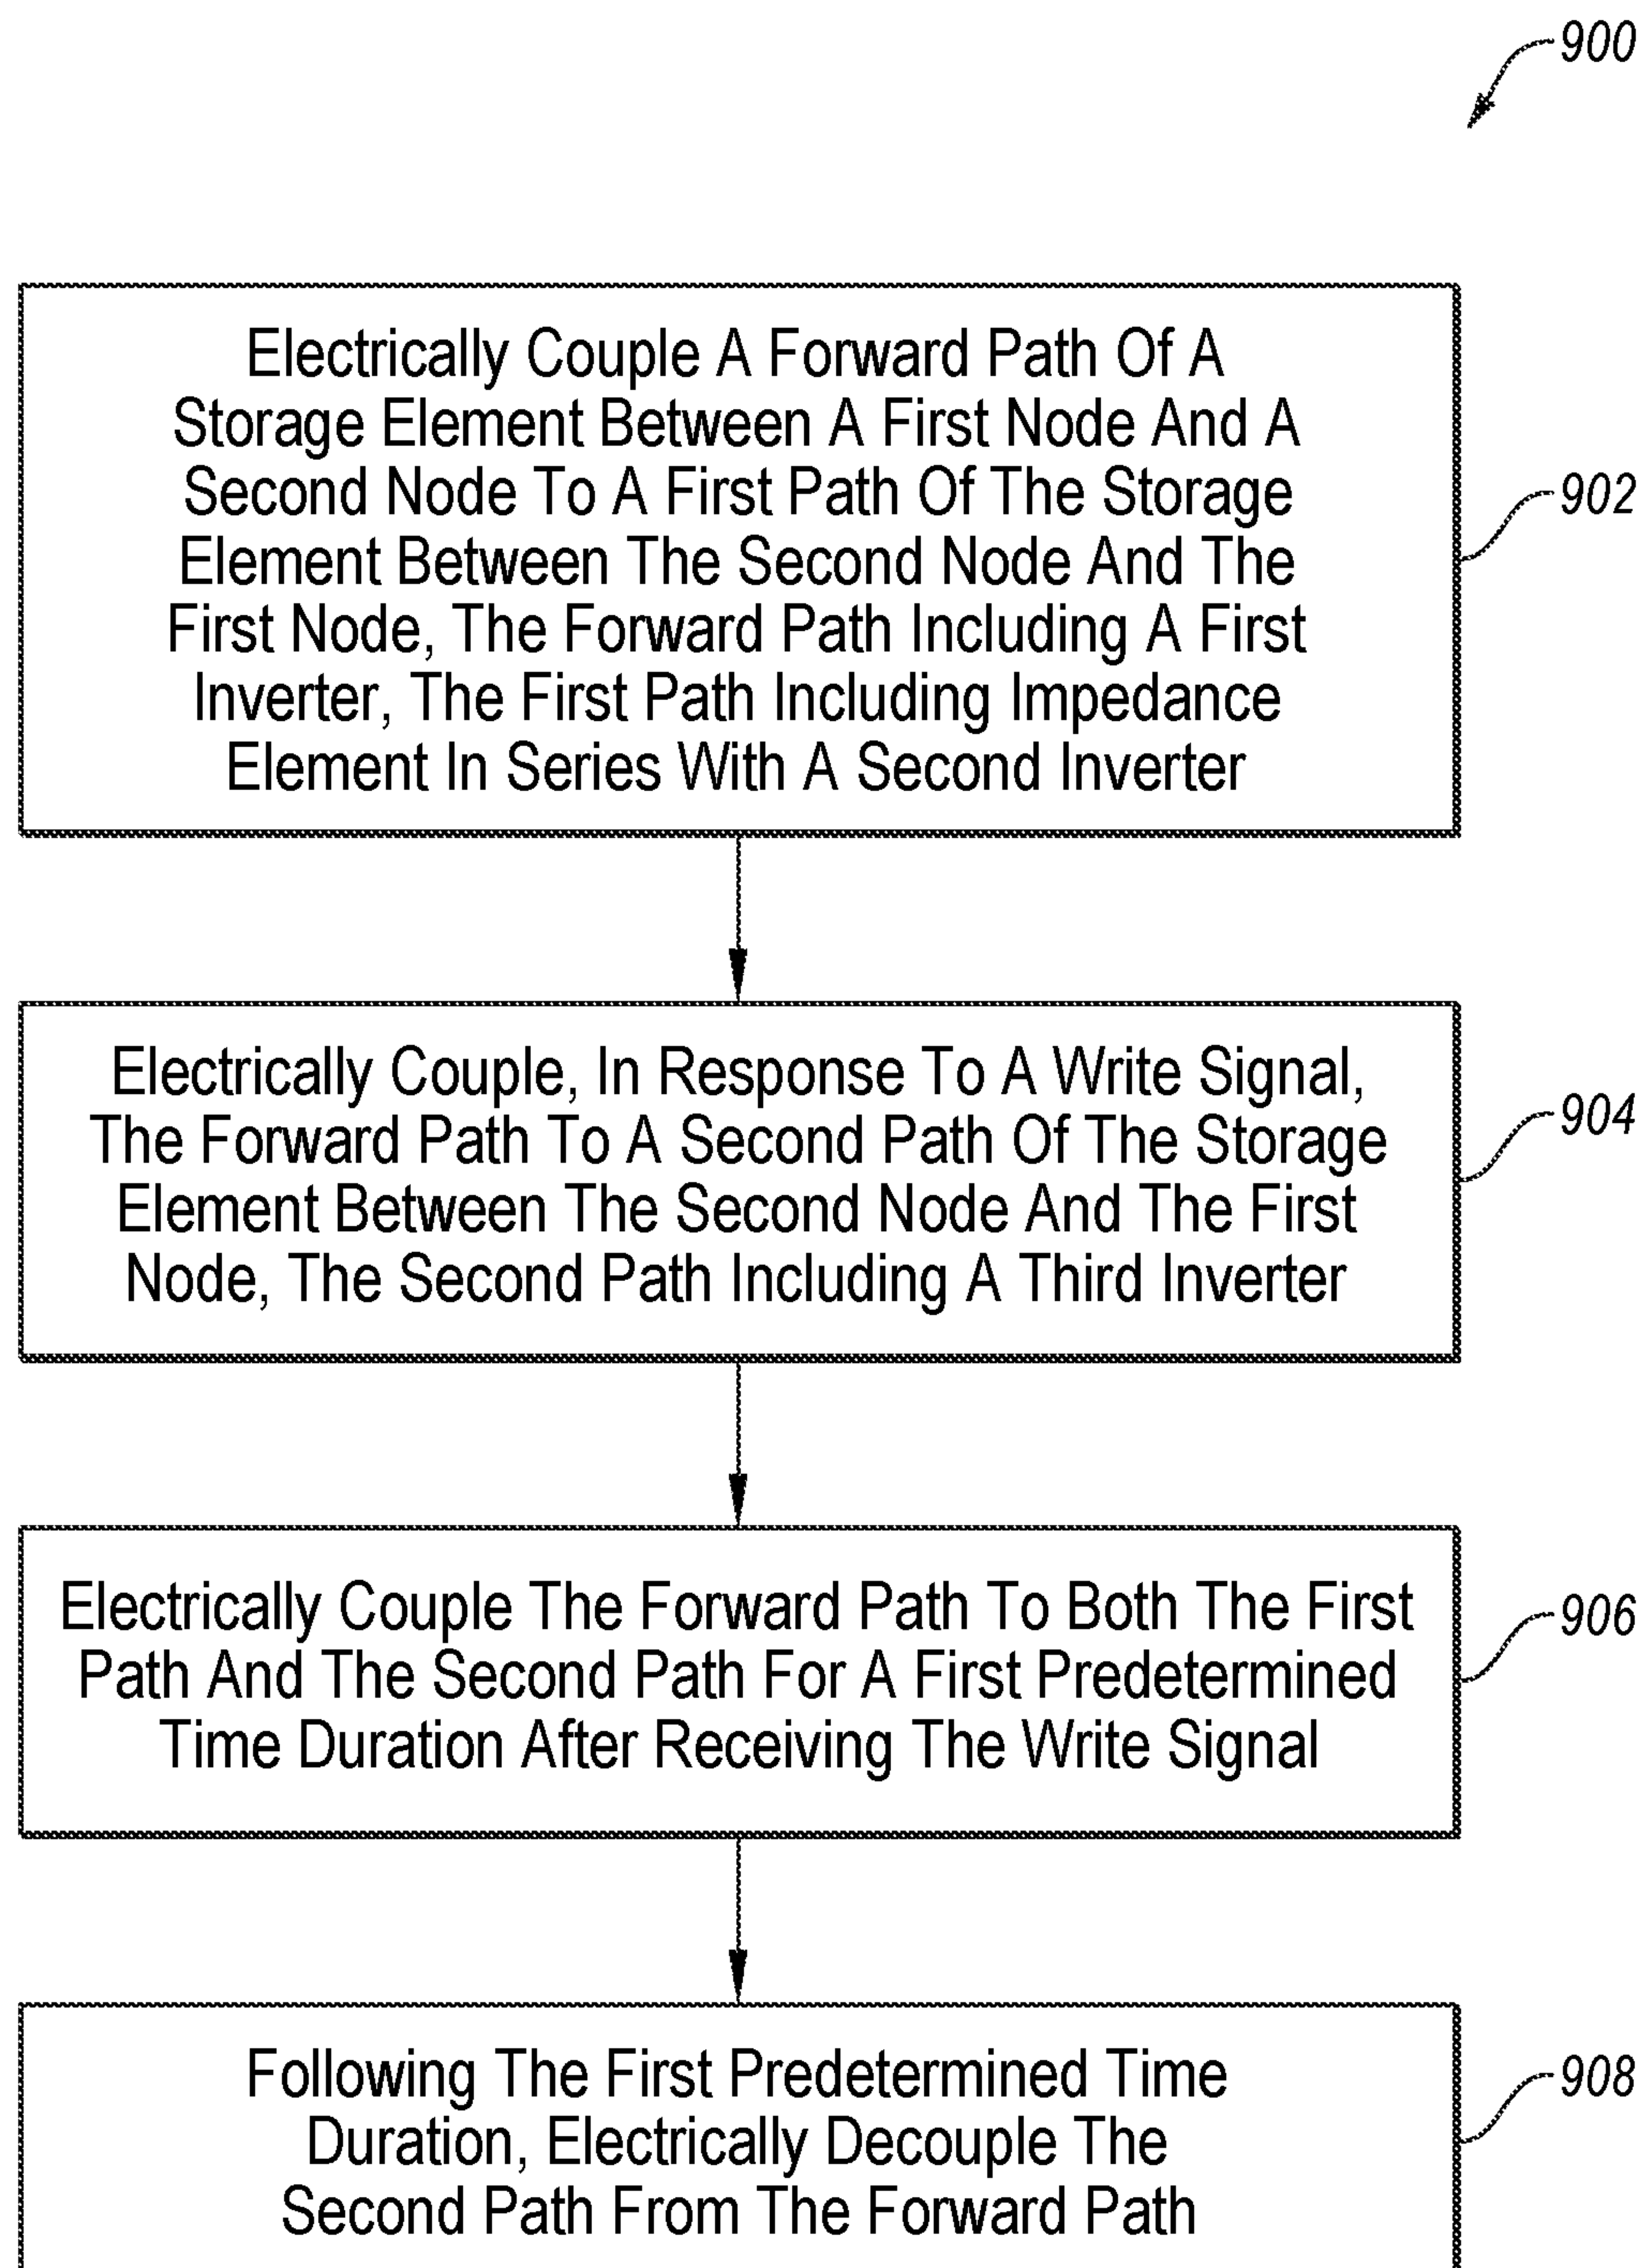 900
Electrically Couple A Forward Path Of A
Storage Element Between A First Node And A
Second Node To A First Path Of The Storage
Element Between The Second Node And The
First Node, The Forward Path Including A First
Inverter, The First Path Including Impedance
Element In Series With A Second Inverter
902
Electrically Couple, In Response To A Write Signal,
The Forward Path To A Second Path Of The Storage
Element Between The Second Node And The First
Node, The Second Path Including A Third Inverter
904
Electrically Couple The Forward Path To Both The First
Path And The Second Path For A First Predetermined
Time Duration After Receiving The Write Signal
906
Following The First Predetermined Time
Duration, Electrically Decouple The
Second Path From The Forward Path
908